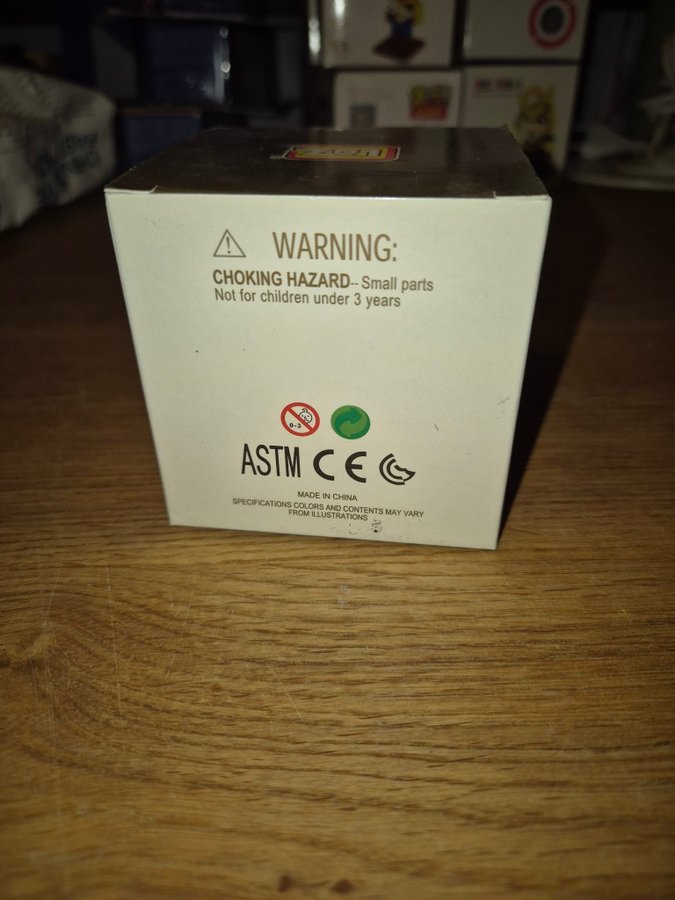 WARNING:
CHOKING HAZARD-- Small parts
Not for children under 3 years
0-3
ASTM CE
MADE IN CHINA
SPECIFICATIONS COLORS AND CONTENTS MAY VARY
FROM ILLUSTRATIONS